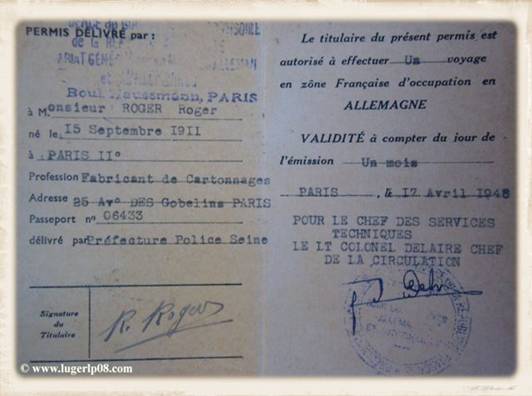 PERMIS DÉLIVRÉ par :
Boul Haussmann, PARIS
à Monsieur ROGER Roger
né le 15 Septembre 1911
à PARIS II°
Profession Fabricant de Cartonnages
Adresse 25 Av° DES Gobelins PARIS
Passeport n° 06433
délivré par Préfecture Police Seine
Signature
du
Titulaire
R. Roger
Le titulaire du présent permis est
autorisé à effectuer Un voyage
en zône Française d'occupation en
ALLEMAGNE
VALIDITÉ à compter du jour de
l'émission Un mois
PARIS , le 17 Avril 1948
POUR LE CHEF DES SERVICES
TECHNIQUES
LE LT COLONEL DELAIRE CHEF
DE LA CIRCULATION
© www.lugerlp08.com